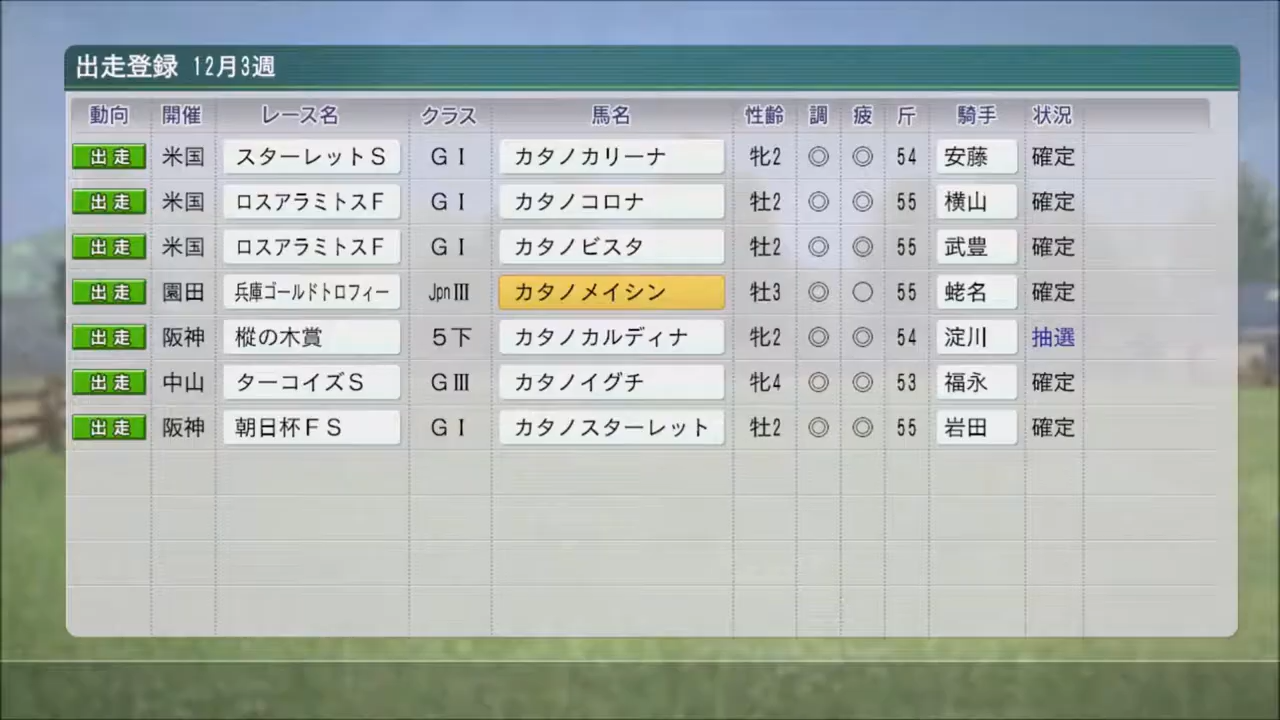 出走登録 12月3週
動向 開催 レース名 クラス 馬名 性齢 調 疲 斤 騎手 状況
出走 米国 スターレットS GⅠ カタノカリーナ 牝2 ◎ ◎ 54 安藤 確定
出走 米国 ロスアラミトスF GⅠ カタノコロナ 牡2 ◎ ◎ 55 横山 確定
出走 米国 ロスアラミトスF GⅠ カタノビスタ 牡2 ◎ ◎ 55 武豊 確定
出走 園田 兵庫ゴールドトロフィー JpnⅢ カタノメイシン 牡3 ◎ ○ 55 蛯名 確定
出走 阪神 樅の木賞 5下 カタノカルディナ 牝2 ◎ ◎ 54 淀川 抽選
出走 中山 ターコイズS GⅢ カタノイグチ 牝4 ◎ ◎ 53 福永 確定
出走 阪神 朝日杯FS GⅠ カタノスターレット 牡2 ◎ ◎ 55 岩田 確定